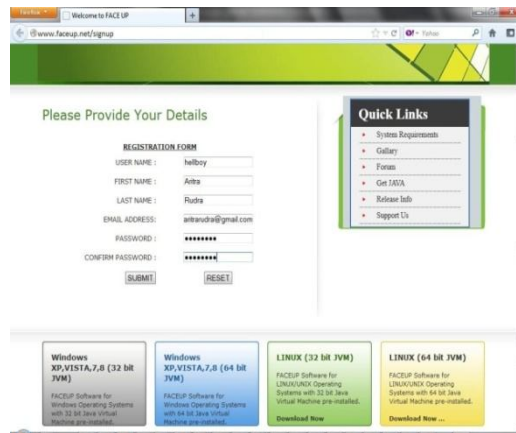 Firefox
Welcome to FACE UP
www.faceup.net/signup
Yahoo
Please Provide Your Details
REGISTRATION FORM
USER NAME : hellboy
FIRST NAME : Aritra
LAST NAME : Rudra
EMAIL ADDRESS: aritrarudra@gmail.com
PASSWORD : ••••••••
CONFIRM PASSWORD : ••••••••
SUBMIT RESET
Quick Links
System Requirements
Gallary
Forum
Get JAVA
Release Info
Support Us
Windows
XP,VISTA,7,8 (32 bit
JVM)
FACEUP Software for
Windows Operating Systems
with 32 bit Java Virtual
Machine pre-installed.
Windows
XP,VISTA,7,8 (64 bit
JVM)
FACEUP Software for
Windows Operating Systems
with 64 bit Java Virtual
Machine pre-installed.
LINUX (32 bit JVM)
FACEUP Software for
LINUX/UNIX Operating
Systems with 32 bit Java
Virtual Machine pre-installed.
Download Now
LINUX (64 bit JVM)
FACEUP Software for
LINUX/UNIX Operating
Systems with 64 bit Java
Virtual Machine pre-installed.
Download Now ...